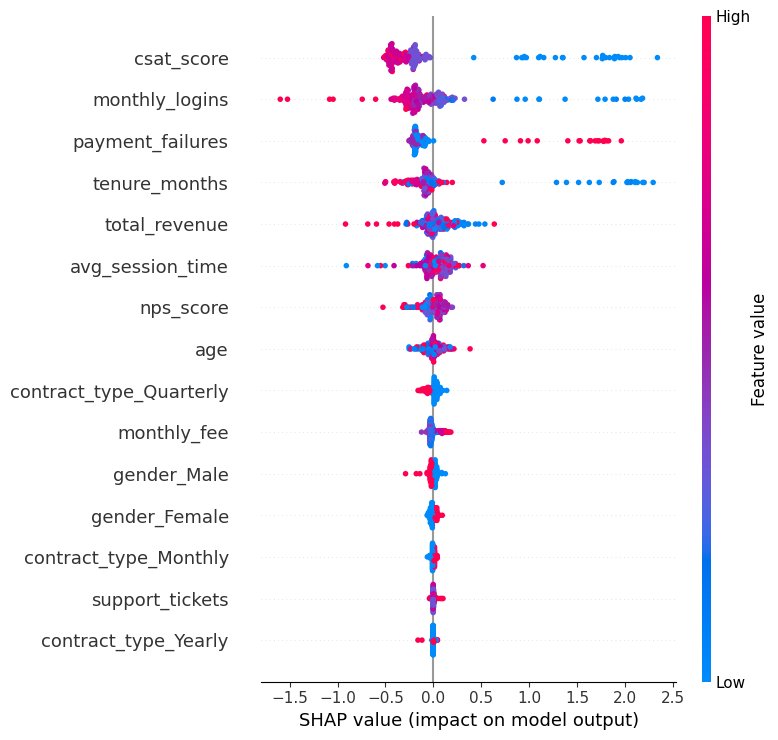 High
csat_score
monthly_logins
payment_failures
tenure_months
total_revenue
avg_session_time
nps_score
age
contract_type_Quarterly
monthly_fee
gender_Male
gender_Female
contract_type_Monthly
support_tickets
contract_type_Yearly
Feature value
Low
−1.5 −1.0 −0.5 0.0 0.5 1.0 1.5 2.0 2.5
SHAP value (impact on model output)